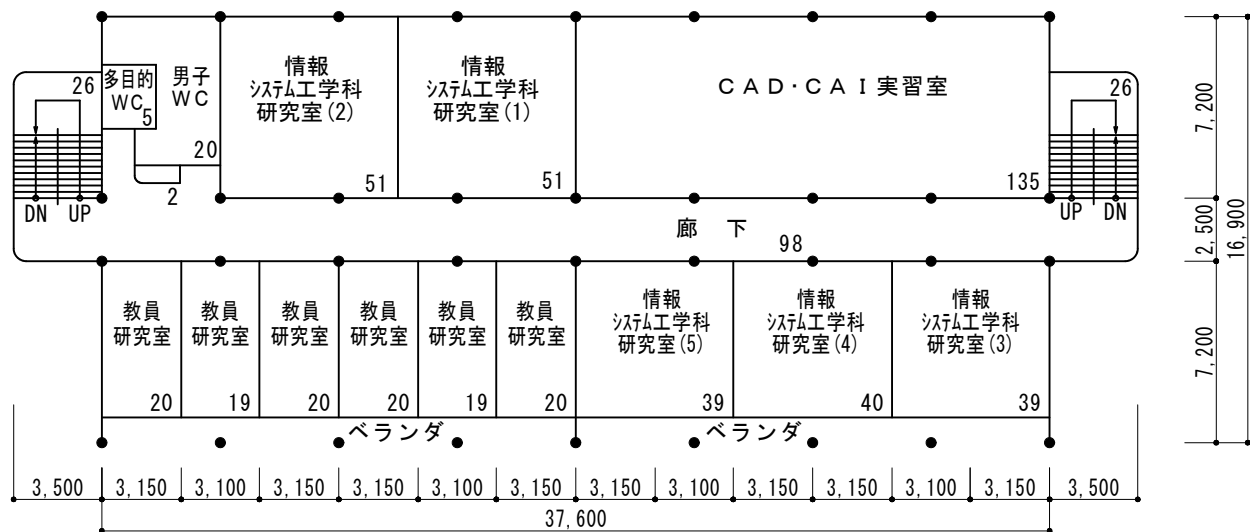 26
多目的
WC
5
男子
WC
20
2
情報
システム工学科
研究室(2)
51
情報
システム工学科
研究室(1)
51
CAD・CAI実習室
135
26
DN UP
UP DN
廊 下
98
教員
研究室
20
教員
研究室
19
教員
研究室
20
教員
研究室
20
教員
研究室
19
教員
研究室
20
情報
システム工学科
研究室(5)
39
情報
システム工学科
研究室(4)
40
情報
システム工学科
研究室(3)
39
ベランダ
ベランダ
7,200
2,500
7,200
16,900
3,500 3,150 3,100 3,150 3,150 3,100 3,150 3,150 3,100 3,150 3,150 3,100 3,150 3,500
37,600